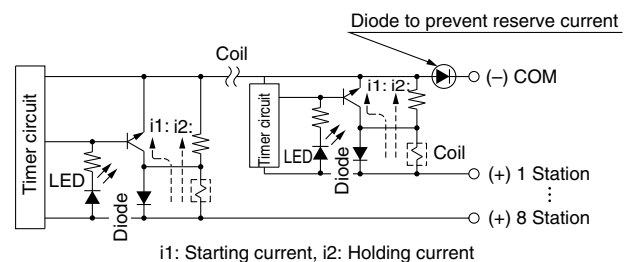 Diode to prevent reserve current
Coil
(–) COM
i1: i2:
Timer circuit
LED
Diode
Coil
(+) 1 Station
i1: i2:
Timer circuit
LED
Diode
(+) 8 Station
i1: Starting current, i2: Holding current